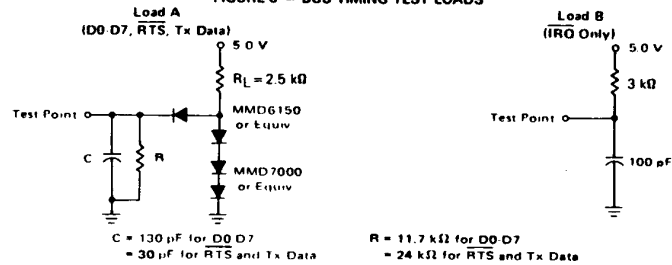 FIGURE 6 — BUS TIMING TEST LOADS
Load A
(D0-D7, RTS, Tx Data)
5.0 V
RL = 2.5 kΩ
Test Point
MMD6150
or Equiv
C
R
MMD7000
or Equiv
Load B
(IRQ Only)
5.0 V
3 kΩ
Test Point
100 pF
C = 130 pF for D0-D7
= 30 pF for RTS and Tx Data
R = 11.7 kΩ for D0-D7
= 24 kΩ for RTS and Tx Data